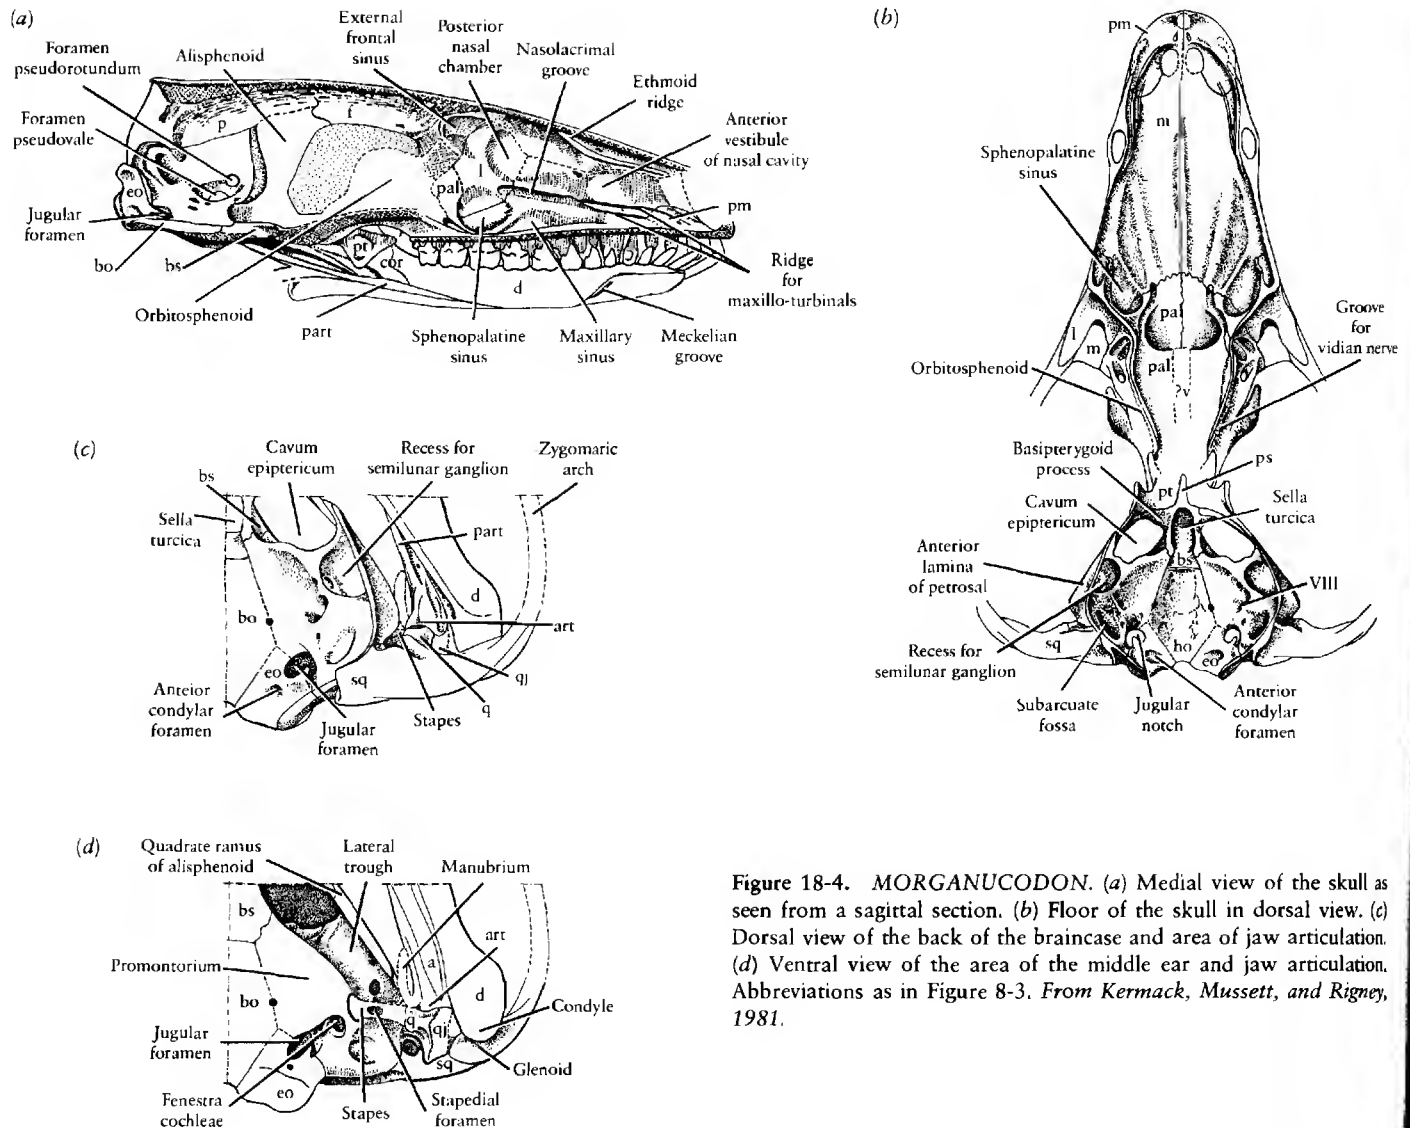 (a)
Foramen
pseudorotundum
Alisphenoid
External
frontal
sinus
Posterior
nasal
chamber
Nasolacrimal
groove
Ethmoid
ridge
Anterior
vestibule
of nasal cavity
Foramen
pseudovale
p
f
l
pal
eo
Jugular
foramen
bo
bs
pt
cor
pm
d
Orbitosphenoid
part
Sphenopalatine
sinus
Maxillary
sinus
Meckelian
groove
Ridge
for
maxillo-turbinals
(b)
pm
m
Sphenopalatine
sinus
pal
l
m
Groove
for
vidian nerve
pal
Orbitosphenoid
?v
Basipterygoid
process
ps
pt
Cavum
epiptericum
Sella
turcica
Anterior
lamina
of petrosal
bs
VIII
sq
bo
eo
Recess for
semilunar ganglion
Subarcuate
fossa
Jugular
notch
Anterior
condylar
foramen
(c)
Cavum
epiptericum
Recess for
semilunar ganglion
Zygomaric
arch
bs
Sella
turcica
part
d
bo
art
eo
sq
qj
q
Anteior
condylar
foramen
Jugular
foramen
Stapes
(d)
Quadrate ramus
of alisphenoid
Lateral
trough
Manubrium
bs
art
a
Promontorium
bo
d
Condyle
q
qj
Jugular
foramen
sq
Glenoid
eo
Fenestra
cochleae
Stapes
Stapedial
foramen
Figure 18-4. MORGANUCODON. (a) Medial view of the skull as
seen from a sagittal section. (b) Floor of the skull in dorsal view. (c)
Dorsal view of the back of the braincase and area of jaw articulation.
(d) Ventral view of the area of the middle ear and jaw articulation.
Abbreviations as in Figure 8-3. From Kermack, Mussett, and Rigney,
1981.